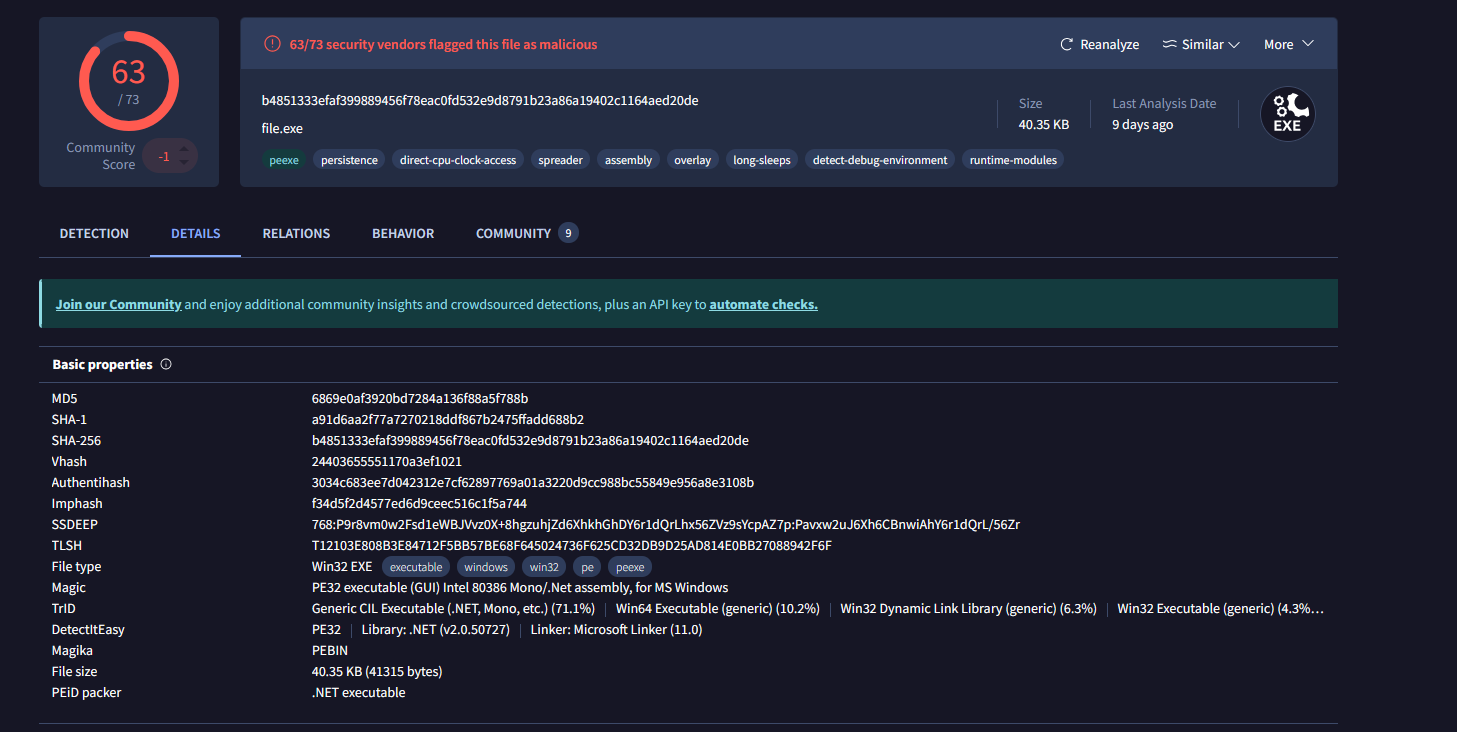 63
/ 73
Community Score
-1
63/73 security vendors flagged this file as malicious
Reanalyze Similar More
b4851333efaf399889456f78eac0fd532e9d8791b23a86a19402c1164aed20de
file.exe
Size
40.35 KB
Last Analysis Date
9 days ago
EXE
peexe persistence direct-cpu-clock-access spreader assembly overlay long-sleeps detect-debug-environment runtime-modules
DETECTION DETAILS RELATIONS BEHAVIOR COMMUNITY 9
Join our Community and enjoy additional community insights and crowdsourced detections, plus an API key to automate checks.
Basic properties
MD5 6869e0af3920bd7284a136f88a5f788b
SHA-1 a91d6aa2f77a7270218ddf867b2475ffadd688b2
SHA-256 b4851333efaf399889456f78eac0fd532e9d8791b23a86a19402c1164aed20de
Vhash 24403655551170a3ef1021
Authentihash 3034c683ee7d042312e7cf62897769a01a3220d9cc988bc55849e956a8e3108b
Imphash f34d5f2d4577ed6d9ceec516c1f5a744
SSDEEP 768:P9r8vm0w2Fsd1eWBJVvz0X+8hgzuhjZd6XhkhGhDY6r1dQrLhx56ZVz9sYcpAZ7p:Pavxw2uJ6Xh6CBnwiAhY6r1dQrL/56Zr
TLSH T12103E808B3E84712F5BB57BE68F645024736F625CD32DB9D25AD814E0BB27088942F6F
File type Win32 EXE executable windows win32 pe peexe
Magic PE32 executable (GUI) Intel 80386 Mono/.Net assembly, for MS Windows
TrID Generic CIL Executable (.NET, Mono, etc.) (71.1%) | Win64 Executable (generic) (10.2%) | Win32 Dynamic Link Library (generic) (6.3%) | Win32 Executable (generic) (4.3%…
DetectItEasy PE32 | Library: .NET (v2.0.50727) | Linker: Microsoft Linker (11.0)
Magika PEBIN
File size 40.35 KB (41315 bytes)
PEiD packer .NET executable